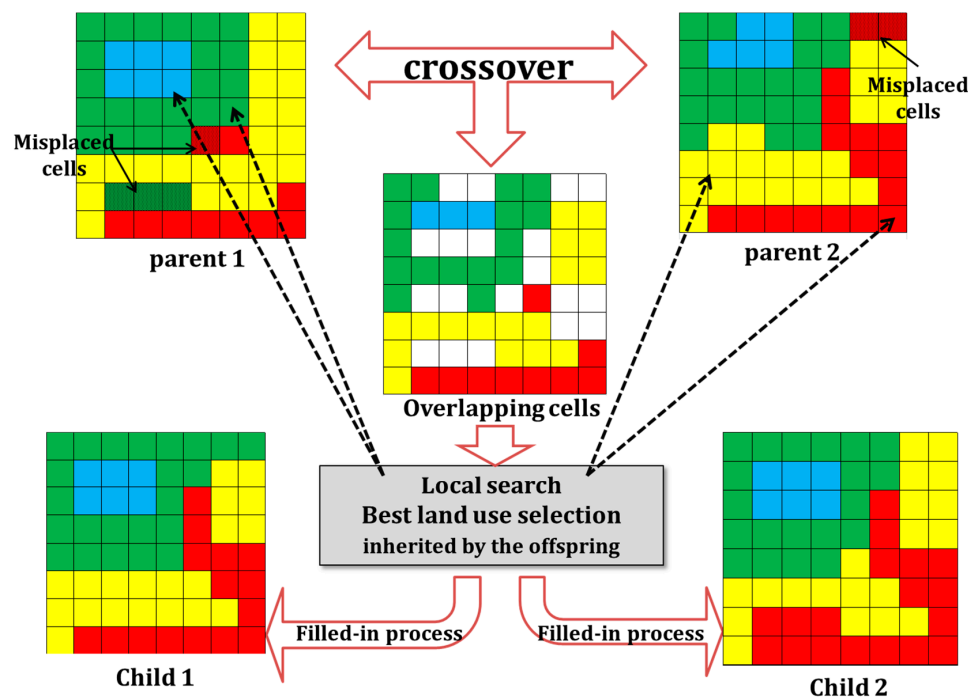 crossover
Misplaced
cells
Misplaced
cells
parent 1
parent 2
Overlapping cells
Local search
Best land use selection
inherited by the offspring
Filled-in process
Filled-in process
Child 1
Child 2